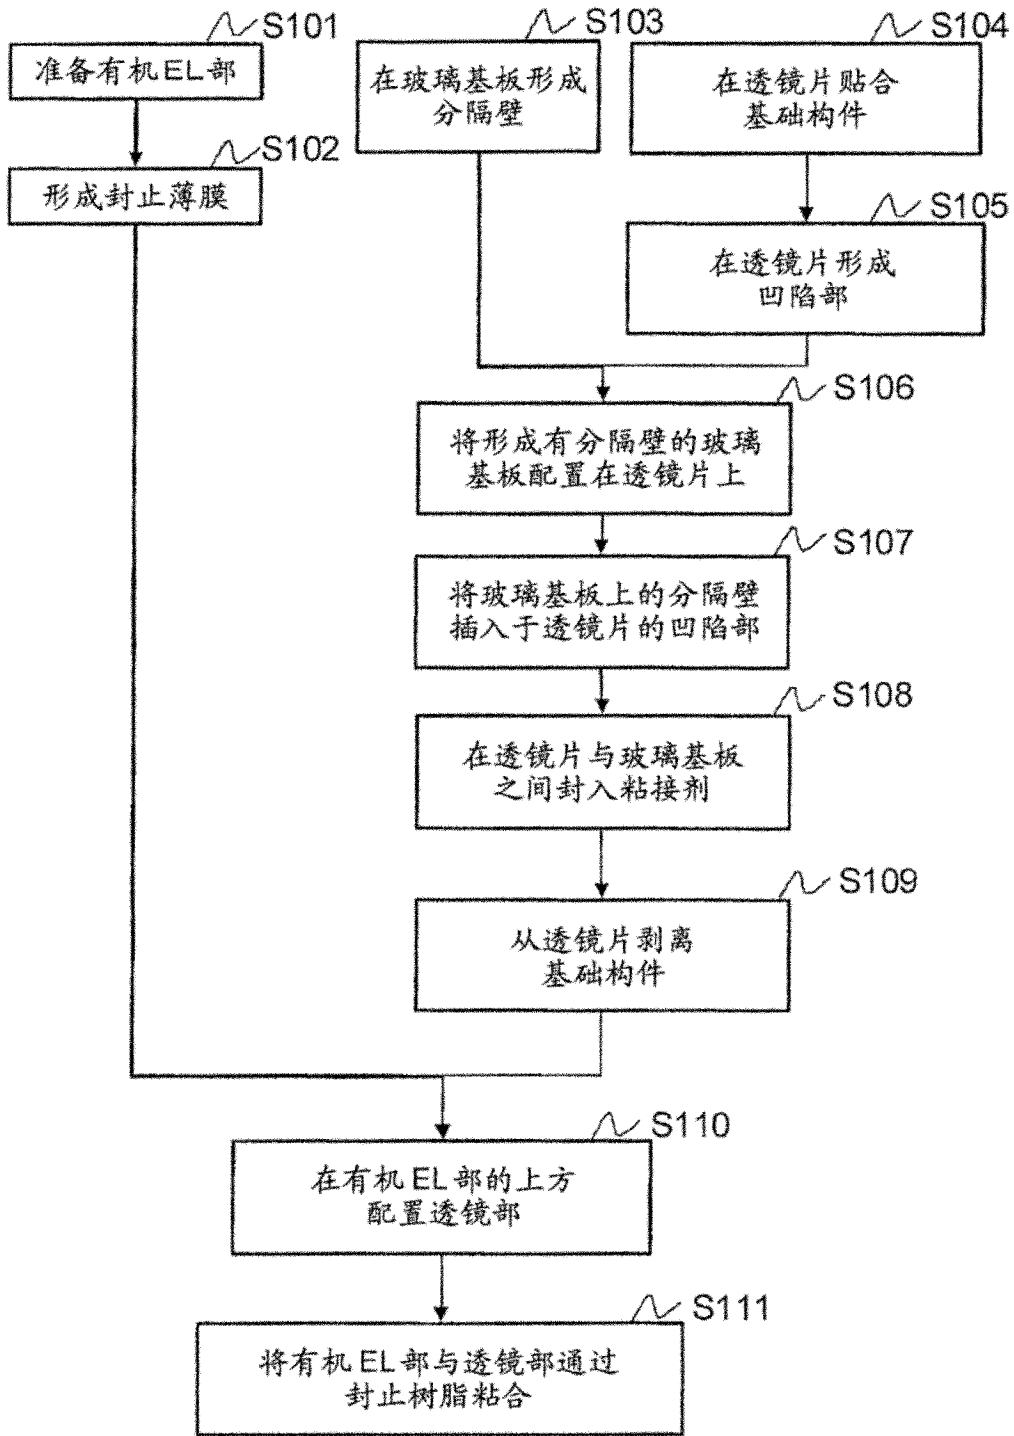 S101
准备有机EL部
S102
形成封止薄膜
S103
在玻璃基板形成
分隔壁
S104
在透镜片贴合
基础构件
S105
在透镜片形成
凹陷部
S106
将形成有分隔壁的玻璃
基板配置在透镜片上
S107
将玻璃基板上的分隔壁
插入于透镜片的凹陷部
S108
在透镜片与玻璃基板
之间封入粘接剂
S109
从透镜片剥离
基础构件
S110
在有机EL部的上方
配置透镜部
S111
将有机EL部与透镜部通过
封止树脂粘合